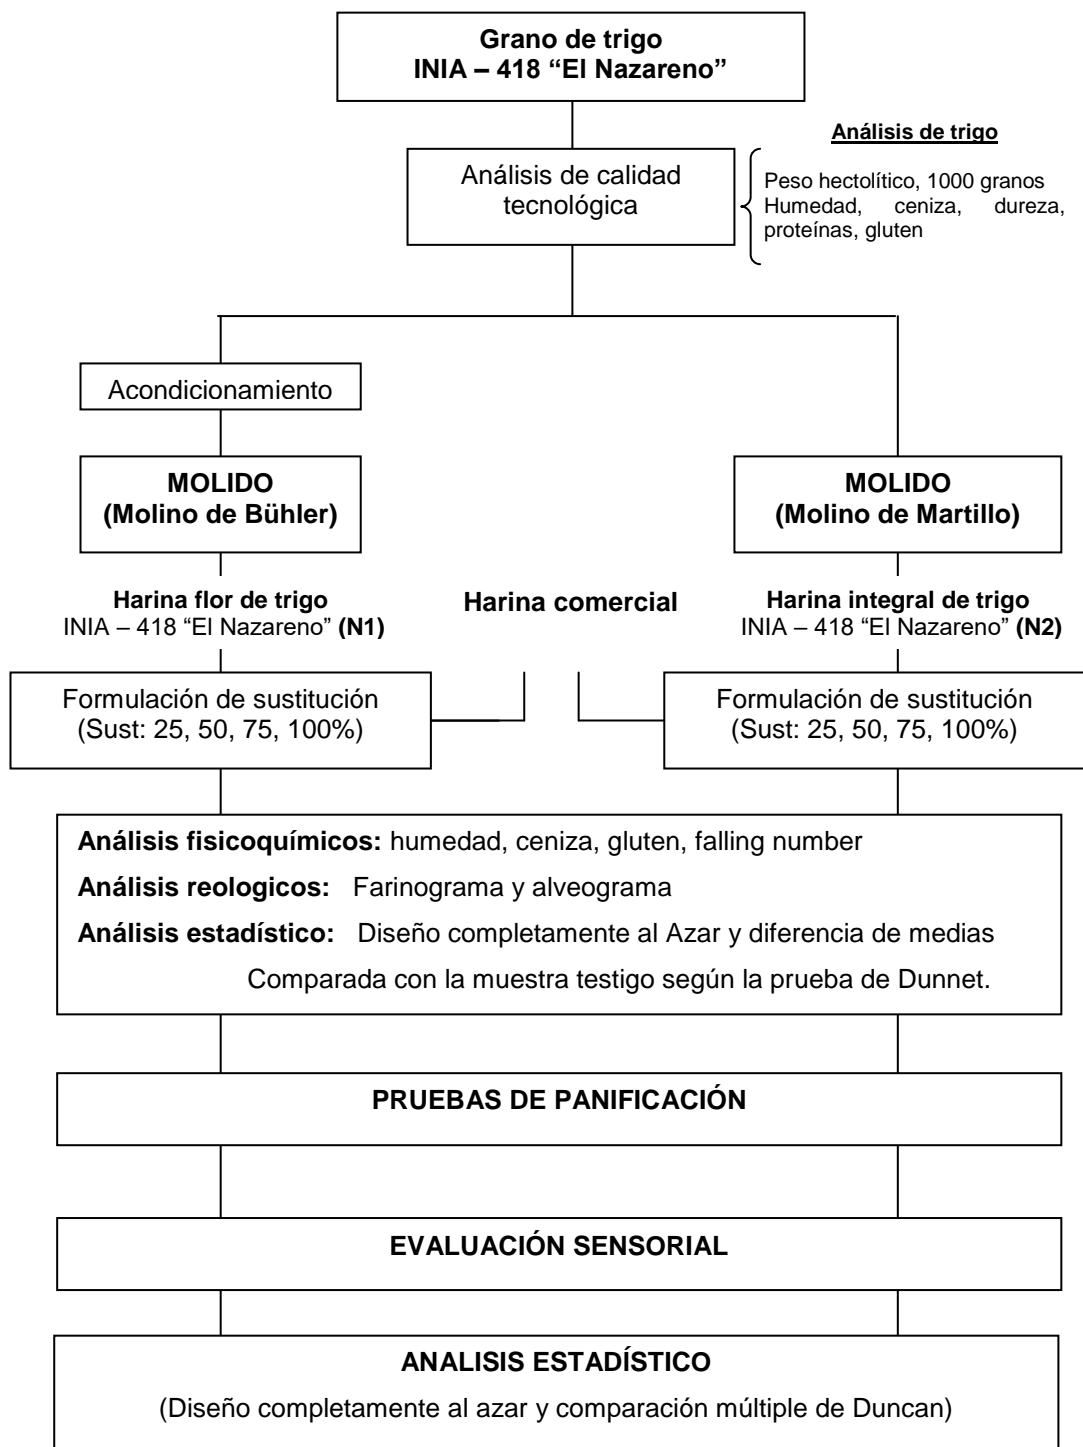 Grano de trigo
INIA – 418 “El Nazareno”
Análisis de trigo
Análisis de calidad
tecnológica
Peso hectolítico, 1000 granos
Humedad, ceniza, dureza,
proteínas, gluten
Acondicionamiento
MOLIDO
(Molino de Bühler)
MOLIDO
(Molino de Martillo)
Harina flor de trigo
INIA – 418 “El Nazareno” (N1)
Harina comercial
Harina integral de trigo
INIA – 418 “El Nazareno” (N2)
Formulación de sustitución
(Sust: 25, 50, 75, 100%)
Formulación de sustitución
(Sust: 25, 50, 75, 100%)
Análisis fisicoquímicos: humedad, ceniza, gluten, falling number
Análisis reologicos: Farinograma y alveograma
Análisis estadístico: Diseño completamente al Azar y diferencia de medias
Comparada con la muestra testigo según la prueba de Dunnet.
PRUEBAS DE PANIFICACIÓN
EVALUACIÓN SENSORIAL
ANALISIS ESTADÍSTICO
(Diseño completamente al azar y comparación múltiple de Duncan)